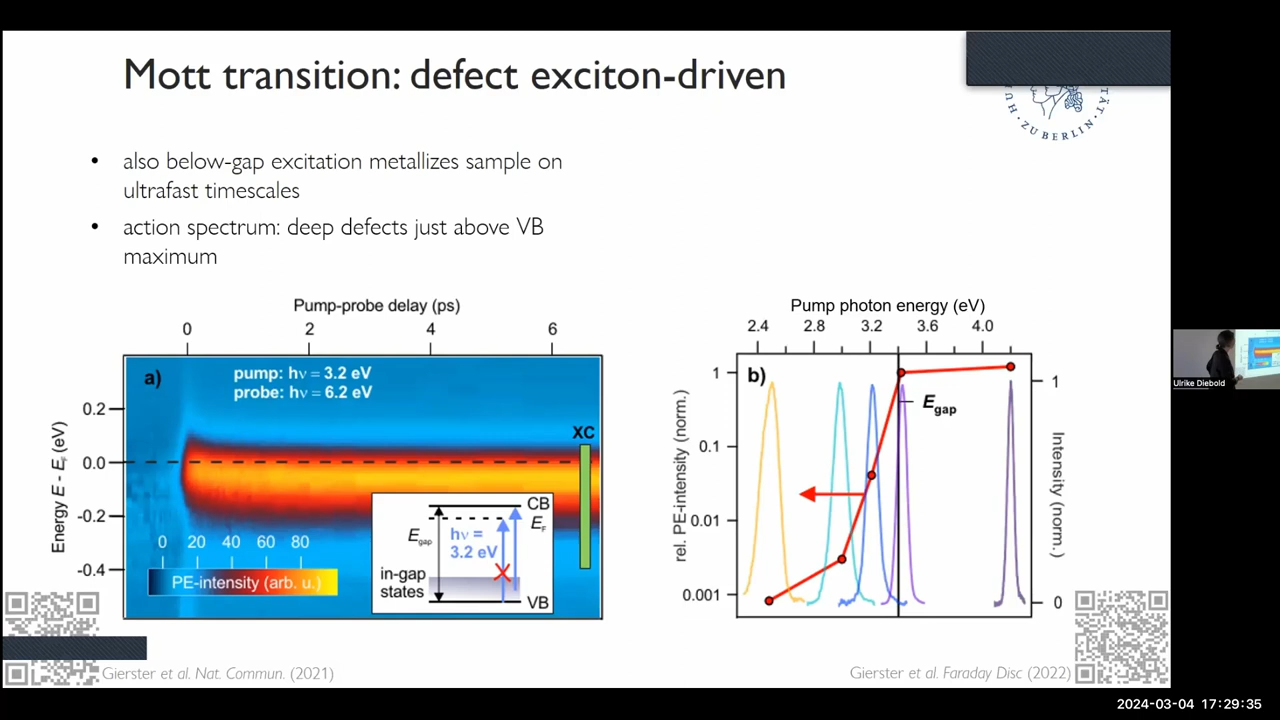 Mott transition: defect exciton-driven
HU
· ZU BERLIN ·
TÄT
• also below-gap excitation metallizes sample on
ultrafast timescales
• action spectrum: deep defects just above VB
maximum
Pump-probe delay (ps)
0 2 4 6
a)
pump: hν = 3.2 eV
probe: hν = 6.2 eV
XC
Energy E - EF (eV)
0.2
0.0
-0.2
-0.4
0 20 40 60 80
PE-intensity (arb. u.)
CB
EF
Egap
hν =
3.2 eV
in-gap
states
VB
Pump photon energy (eV)
2.4 2.8 3.2 3.6 4.0
b)
Egap
rel. PE-intensity (norm.)
1
0.1
0.01
0.001
Intensity (norm.)
1
0
Gierster et al. Nat. Commun. (2021)
Gierster et al. Faraday Disc (2022)
Ulrike Diebold
2024-03-04 17:29:35